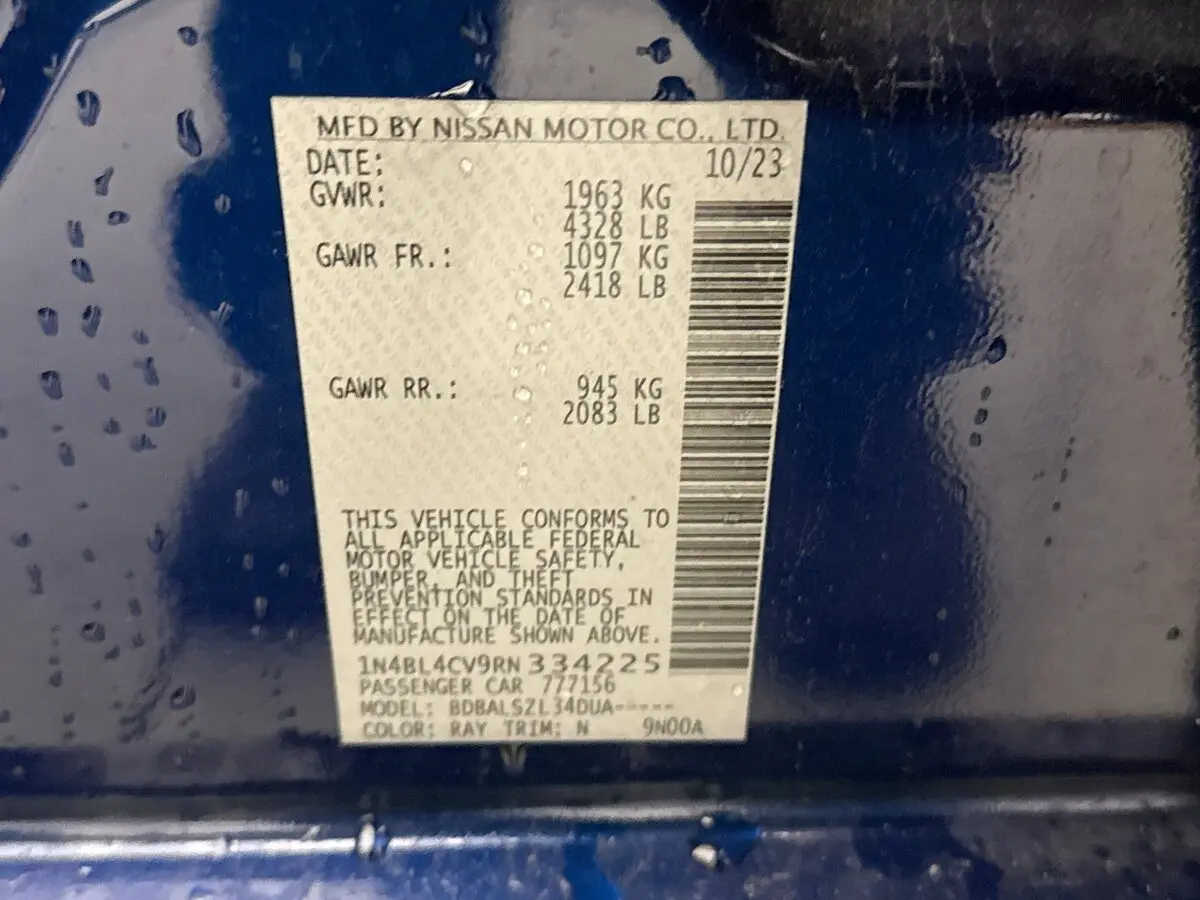 MFD BY NISSAN MOTOR CO., LTD.
DATE: 10/23
GVWR: 1963 KG
4328 LB
GAWR FR.: 1097 KG
2418 LB
GAWR RR.: 945 KG
2083 LB
THIS VEHICLE CONFORMS TO
ALL APPLICABLE FEDERAL
MOTOR VEHICLE SAFETY,
BUMPER, AND THEFT
PREVENTION STANDARDS IN
EFFECT ON THE DATE OF
MANUFACTURE SHOWN ABOVE.
1N4BL4CV9RN334225
PASSENGER CAR 777156
MODEL: BDBALSZL34DUA-----
COLOR: RAY TRIM: N 9N00A